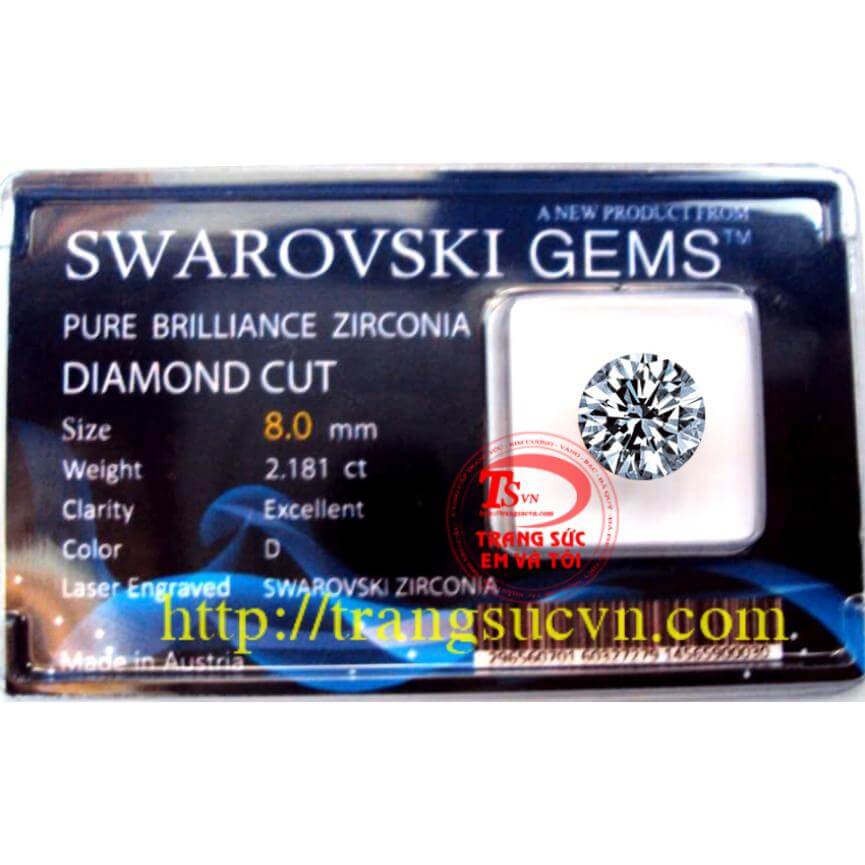 A NEW PRODUCT FROM
SWAROVSKI GEMS™
PURE BRILLIANCE ZIRCONIA
DIAMOND CUT
Size 8.0 mm
Weight 2.181 ct
Clarity Excellent
Color D
Laser Engraved SWAROVSKI ZIRCONIA
Made in Austria
TSVN
TRANG SỨC
EM VÀ TÔI
http://trangsucvn.com